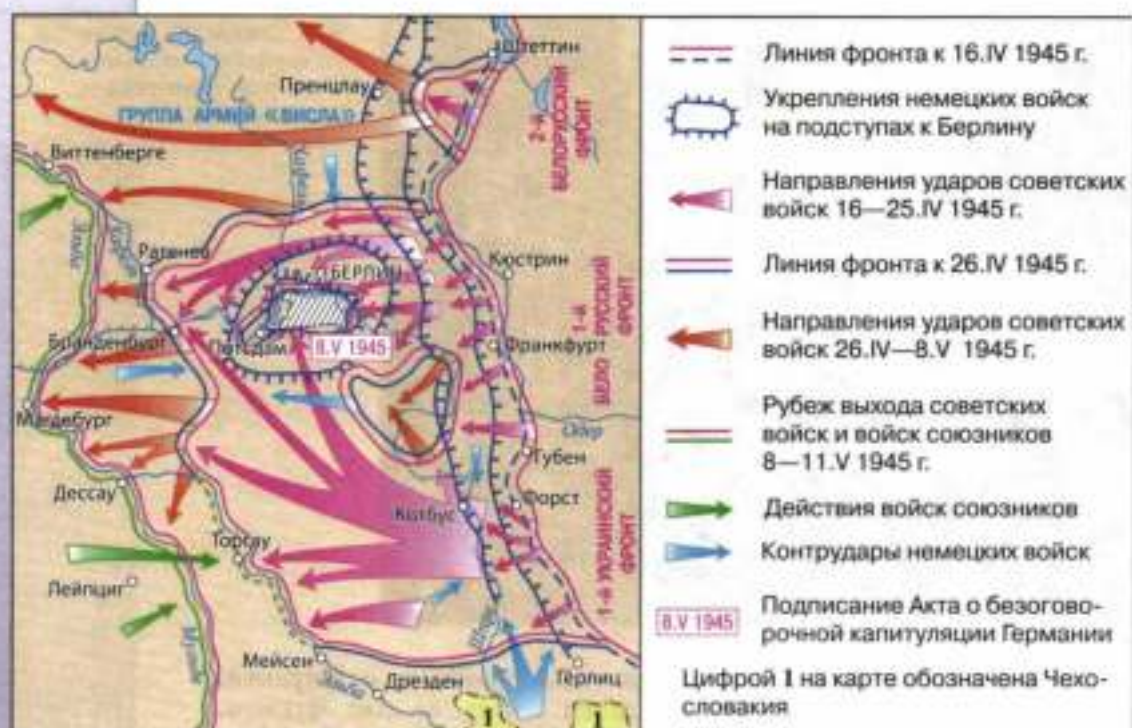 Штеттин
Пренцлау
ГРУППА АРМИЙ «ВИСЛА»
2-й
БЕЛОРУССКИЙ
ФРОНТ
Виттенберге
Эльба
Хафель
Ратенов
БЕРЛИН
Кюстрин
1-й
БЕЛО РУССКИЙ
ФРОНТ
Бранденбург
Потсдам
8.V 1945
Франкфурт
Магдебург
Одер
Губен
Дессау
Форст
Котбус
1-й УКРАИНСКИЙ
ФРОНТ
Торгау
Лейпциг
Мейсен
Эльба
Дрезден
Гёрлиц
1
1
Линия фронта к 16.IV 1945 г.
Укрепления немецких войск
на подступах к Берлину
Направления ударов советских
войск 16—25.IV 1945 г.
Линия фронта к 26.IV 1945 г.
Направления ударов советских
войск 26.IV—8.V 1945 г.
Рубеж выхода советских
войск и войск союзников
8—11.V 1945 г.
Действия войск союзников
Контрудары немецких войск
8.V 1945
Подписание Акта о безогово-
рочной капитуляции Германии
Цифрой 1 на карте обозначена Чехо-
словакия